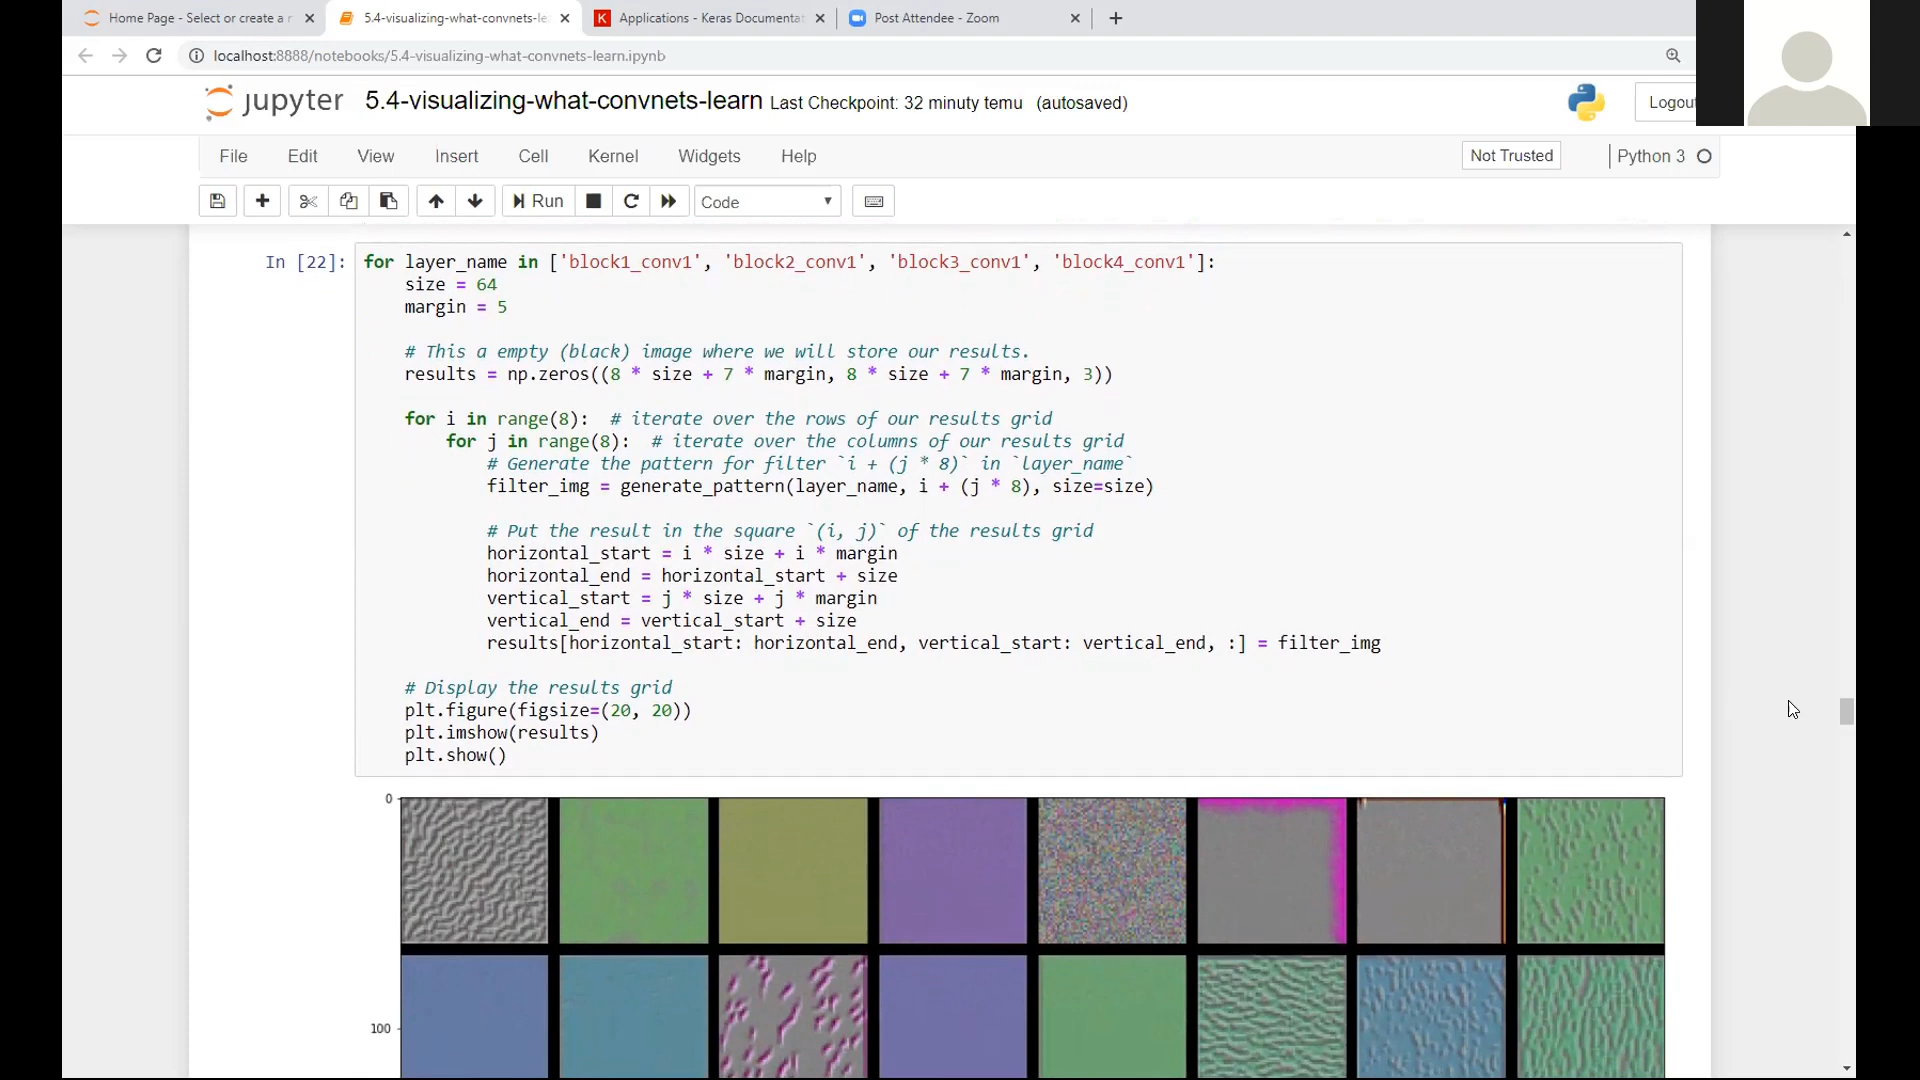 Home Page - Select or create a n
5.4-visualizing-what-convnets-le
Applications - Keras Documentat
Post Attendee - Zoom
localhost:8888/notebooks/5.4-visualizing-what-convnets-learn.ipynb
jupyter 5.4-visualizing-what-convnets-learn Last Checkpoint: 32 minuty temu (autosaved)
Logout
File Edit View Insert Cell Kernel Widgets Help
Not Trusted
Python 3
Run
Code
In [22]:
for layer_name in ['block1_conv1', 'block2_conv1', 'block3_conv1', 'block4_conv1']:
    size = 64
    margin = 5
    # This a empty (black) image where we will store our results.
    results = np.zeros((8 * size + 7 * margin, 8 * size + 7 * margin, 3))
    for i in range(8):  # iterate over the rows of our results grid
        for j in range(8):  # iterate over the columns of our results grid
            # Generate the pattern for filter `i + (j * 8)` in `layer_name`
            filter_img = generate_pattern(layer_name, i + (j * 8), size=size)
            # Put the result in the square `(i, j)` of the results grid
            horizontal_start = i * size + i * margin
            horizontal_end = horizontal_start + size
            vertical_start = j * size + j * margin
            vertical_end = vertical_start + size
            results[horizontal_start: horizontal_end, vertical_start: vertical_end, :] = filter_img
    # Display the results grid
    plt.figure(figsize=(20, 20))
    plt.imshow(results)
    plt.show()
0
100